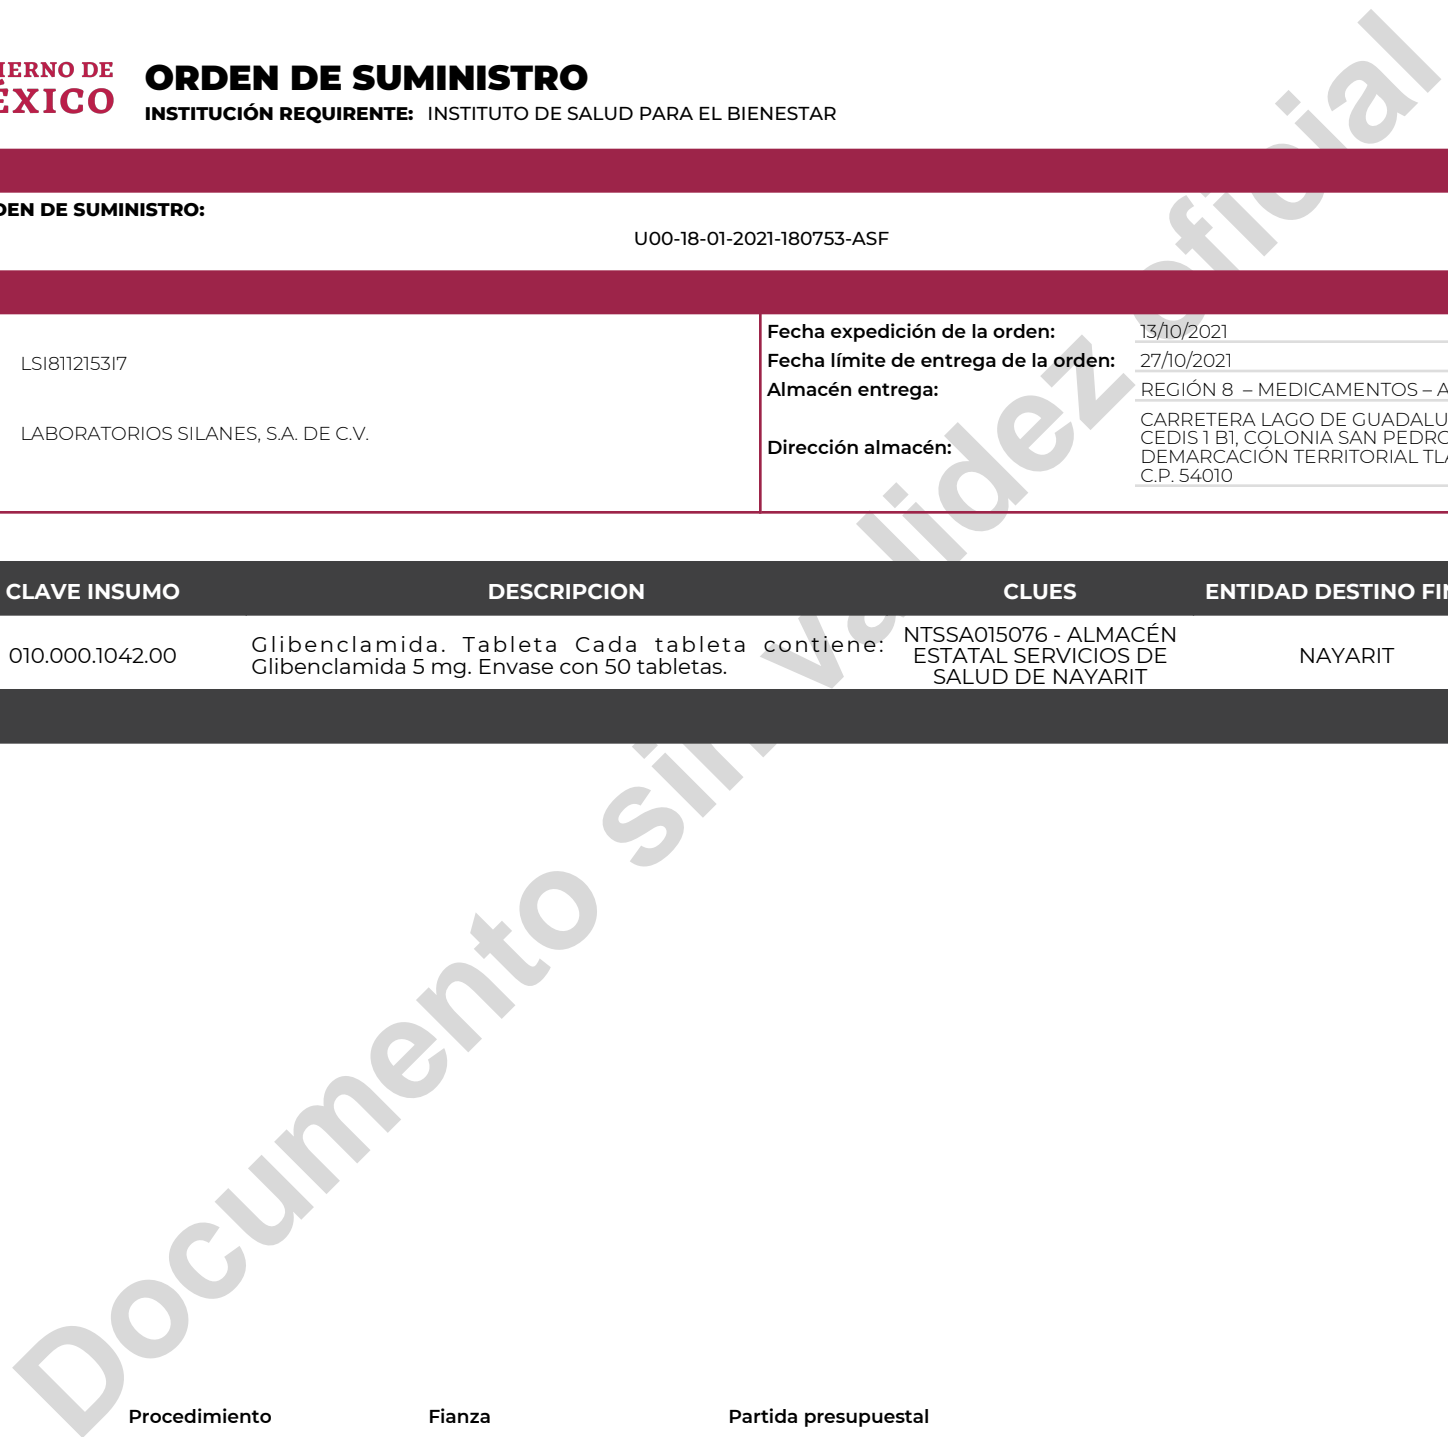 IERNO DE
ÉXICO
ORDEN DE SUMINISTRO
INSTITUCIÓN REQUIRENTE: INSTITUTO DE SALUD PARA EL BIENESTAR
DEN DE SUMINISTRO:
U00-18-01-2021-180753-ASF
LSI8112153I7
LABORATORIOS SILANES, S.A. DE C.V.
Fecha expedición de la orden: 13/10/2021
Fecha límite de entrega de la orden: 27/10/2021
Almacén entrega: REGIÓN 8 – MEDICAMENTOS – A
Dirección almacén:
CARRETERA LAGO DE GUADALU
CEDIS 1 B1, COLONIA SAN PEDRO
DEMARCACIÓN TERRITORIAL TLA
C.P. 54010
CLAVE INSUMO DESCRIPCION CLUES ENTIDAD DESTINO FIN
010.000.1042.00
Glibenclamida. Tableta Cada tableta contiene:
Glibenclamida 5 mg. Envase con 50 tabletas.
NTSSA015076 - ALMACÉN
ESTATAL SERVICIOS DE
SALUD DE NAYARIT
NAYARIT
Documento sin validez oficial
Procedimiento Fianza Partida presupuestal